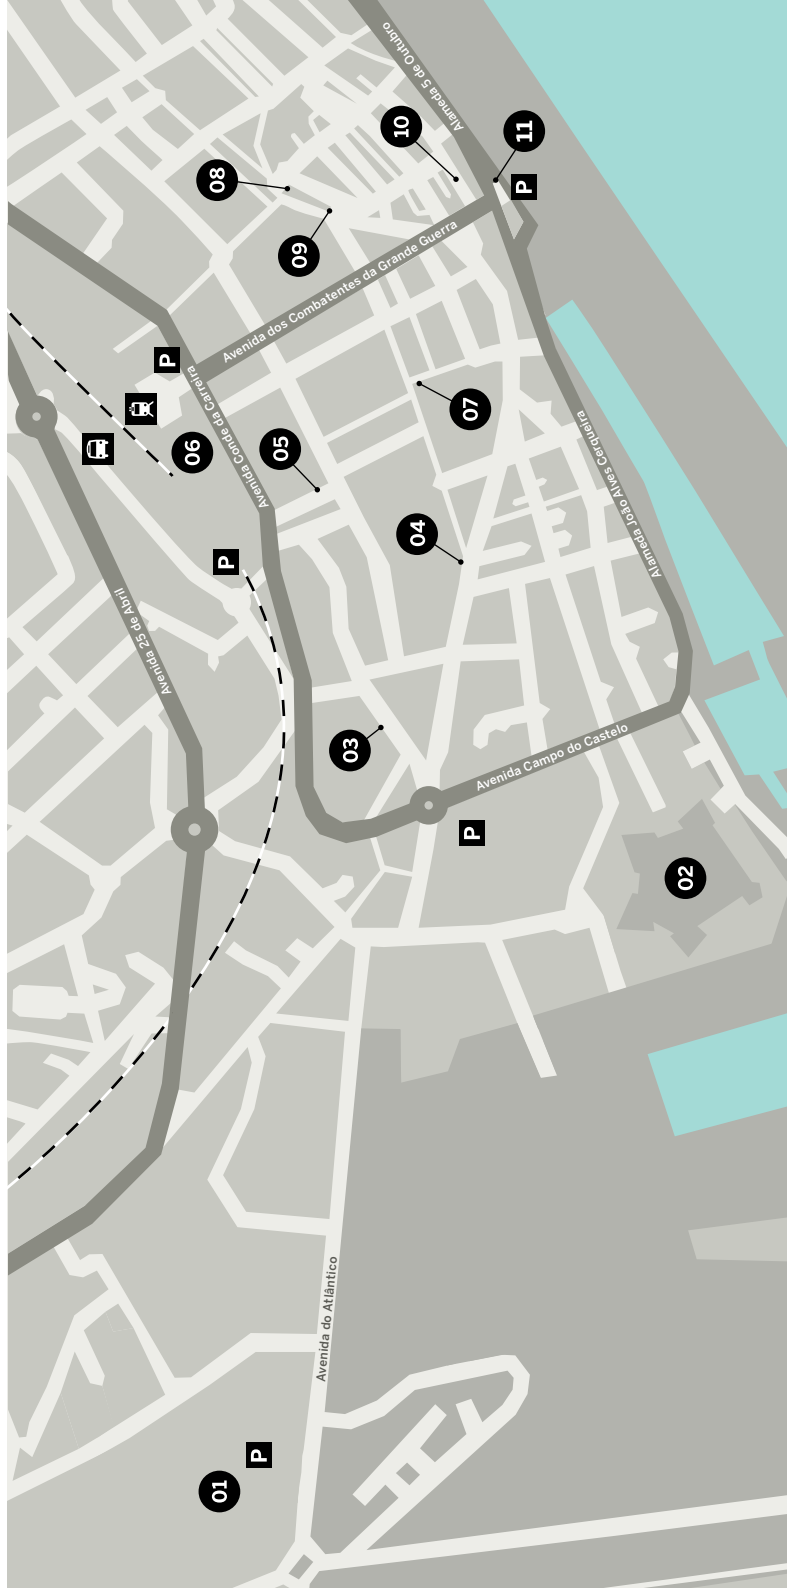 Alameda 5 de Outubro
10
11
P
08
09
Avenida dos Combatentes da Grande Guerra
P
Avenida Conde da Carreira
07
06
05
04
P
Alameda João Alves Cerqueira
Avenida 25 de Abril
03
Avenida Campo do Castelo
P
02
Avenida do Atlântico
P
01